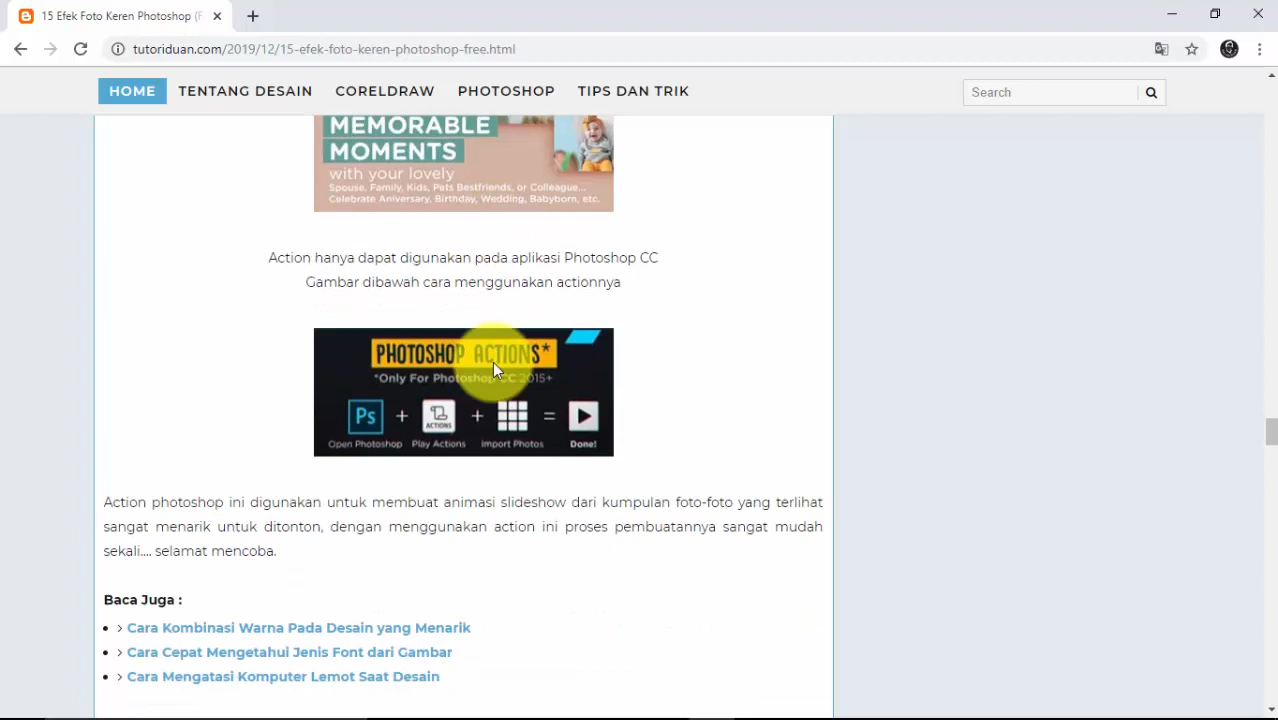 15 Efek Foto Keren Photoshop (F
tutoriduan.com/2019/12/15-efek-foto-keren-photoshop-free.html
HOME TENTANG DESAIN CORELDRAW PHOTOSHOP TIPS DAN TRIK Search
MEMORABLE
MOMENTS
with your lovely
Spouse, Family, Kids, Pets Bestfriends, or Colleague...
Celebrate Aniversary, Birthday, Wedding, Babyborn, etc.
Action hanya dapat digunakan pada aplikasi Photoshop CC
Gambar dibawah cara menggunakan actionnya
PHOTOSHOP ACTIONS*
*Only For Photoshop CC 2015+
Ps + ACTIONS + =
Open Photoshop Play Actions Import Photos Done!
Action photoshop ini digunakan untuk membuat animasi slideshow dari kumpulan foto-foto yang terlihat
sangat menarik untuk ditonton, dengan menggunakan action ini proses pembuatannya sangat mudah
sekali.... selamat mencoba.
Baca Juga :
› Cara Kombinasi Warna Pada Desain yang Menarik
› Cara Cepat Mengetahui Jenis Font dari Gambar
› Cara Mengatasi Komputer Lemot Saat Desain